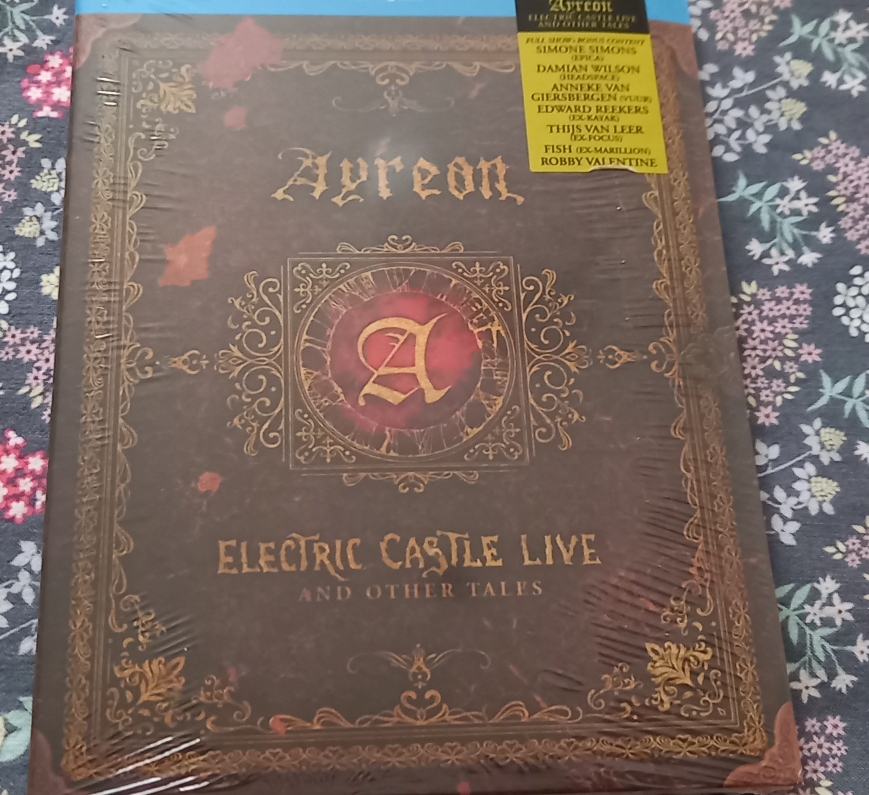 Ayreon
ELECTRIC CASTLE LIVE
AND OTHER TALES
FULL SHOW+BONUS CONTENT
SIMONE SIMONS
(EPICA)
DAMIAN WILSON
(HEADSPACE)
ANNEKE VAN
GIERSBERGEN (VUUR)
EDWARD REEKERS
(EX-KAYAK)
THIJS VAN LEER
(EX-FOCUS)
FISH (EX-MARILLION)
ROBBY VALENTINE
Ayreon
A
ELECTRIC CASTLE LIVE
AND OTHER TALES